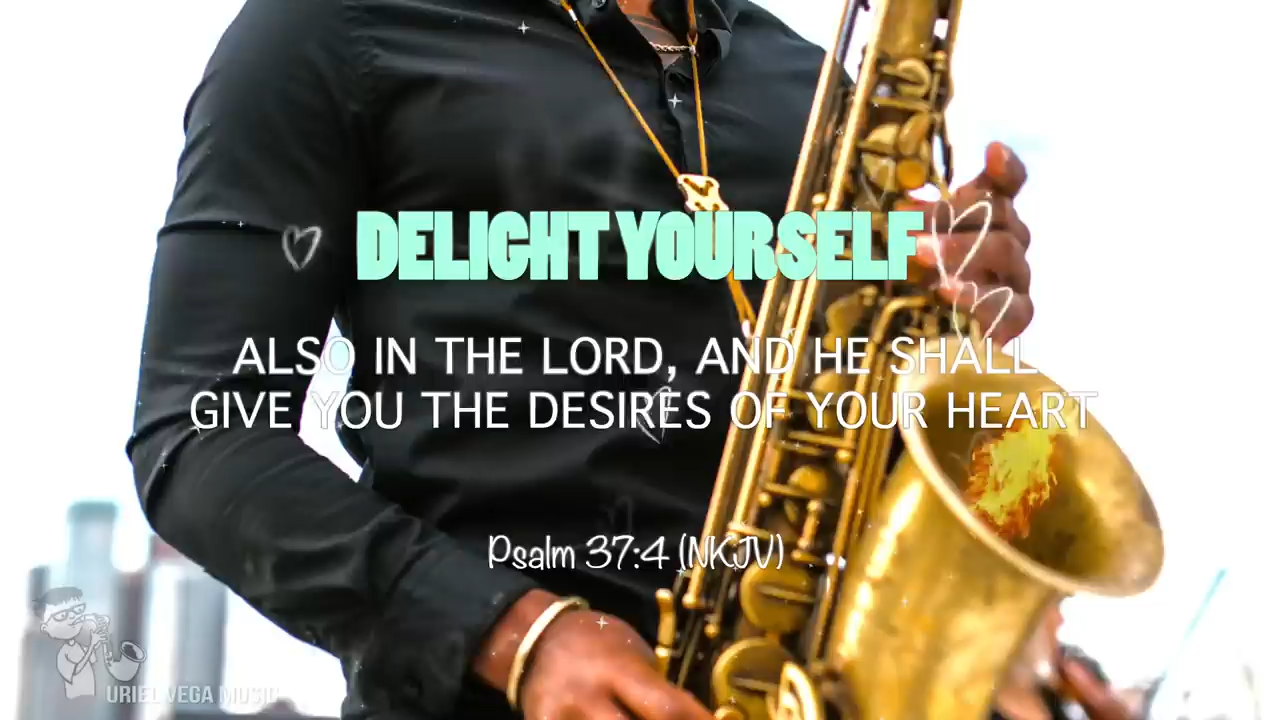 DELIGHT YOURSELF
ALSO IN THE LORD, AND HE SHALL
GIVE YOU THE DESIRES OF YOUR HEART
Psalm 37:4 (NKJV)
URIEL VEGA MUSIC